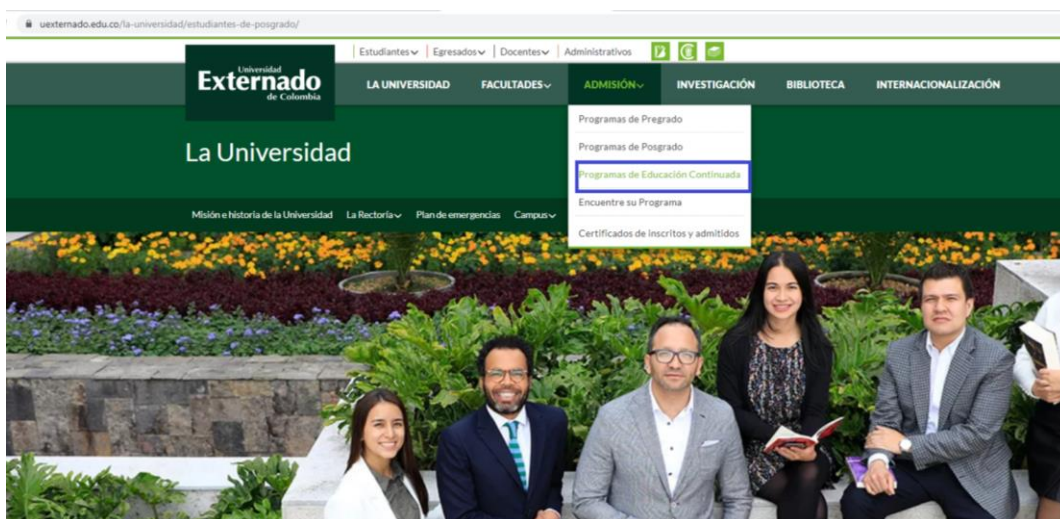 uexternado.edu.co/la-universidad/estudiantes-de-posgrado/
Estudiantes Egresados Docentes Administrativos
Universidad
Externado
de Colombia
LA UNIVERSIDAD FACULTADES ADMISIÓN INVESTIGACIÓN BIBLIOTECA INTERNACIONALIZACIÓN
Programas de Pregrado
La Universidad
Programas de Posgrado
Programas de Educación Continuada
Encuentre su Programa
Misión e historia de la Universidad La Rectoría Plan de emergencias Campus
Certificados de inscritos y admitidos